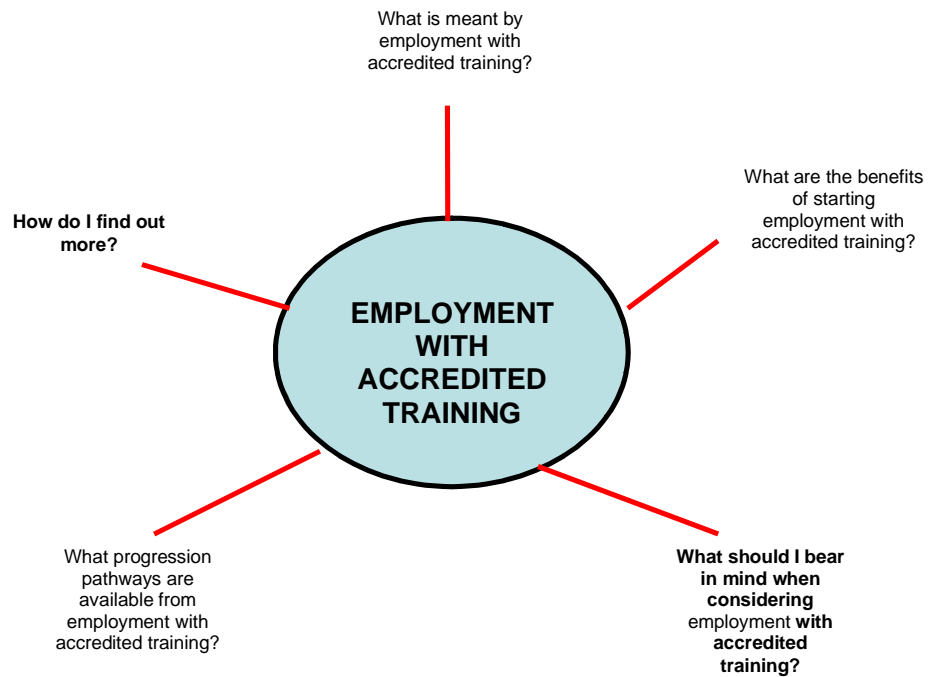 What is meant by
employment with
accredited training?
What are the benefits
of starting
employment with
accredited training?
How do I find out
more?
EMPLOYMENT
WITH
ACCREDITED
TRAINING
What progression
pathways are
available from
employment with
accredited training?
What should I bear
in mind when
considering
employment with
accredited
training?